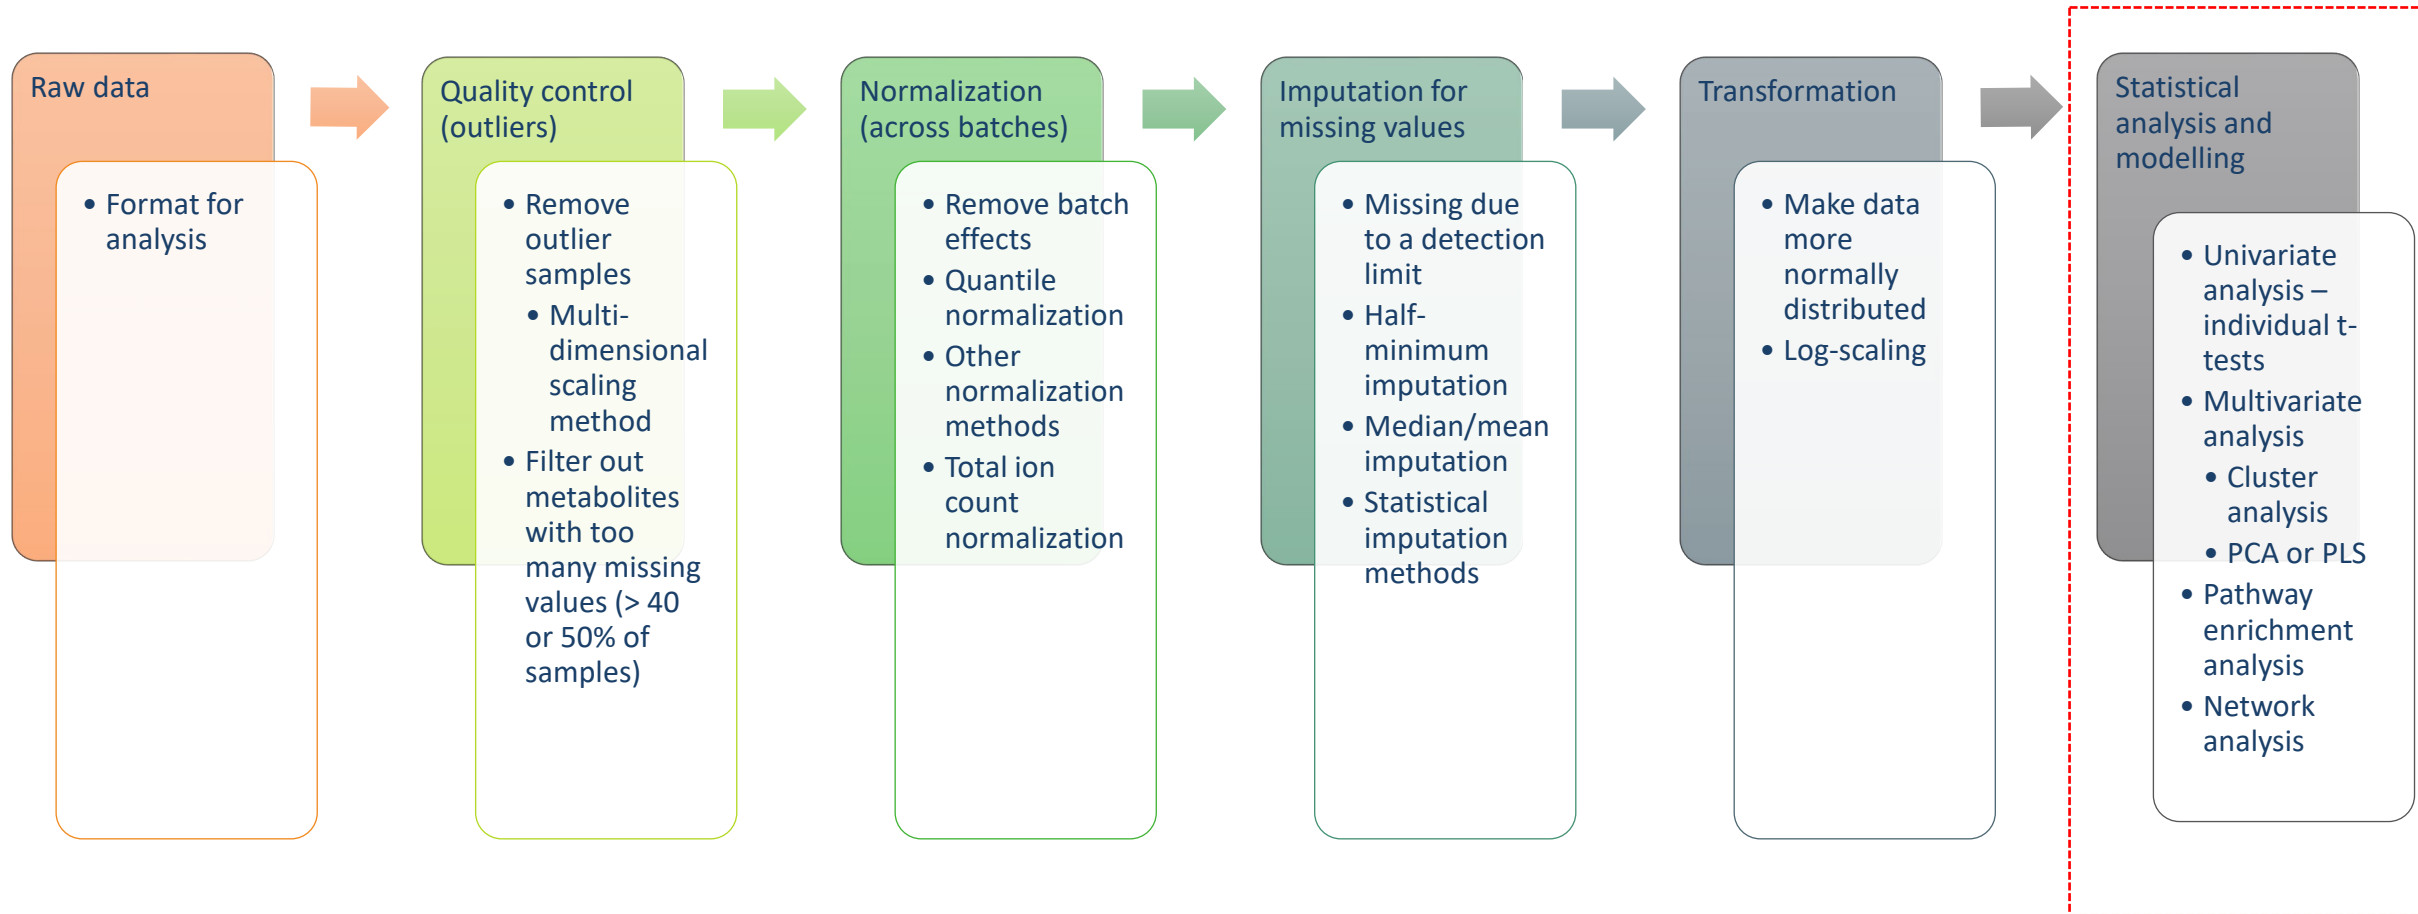 Raw data
• Format for
analysis
Quality control
(outliers)
• Remove
outlier
samples
• Multi-
dimensional
scaling
method
• Filter out
metabolites
with too
many missing
values (> 40
or 50% of
samples)
Normalization
(across batches)
• Remove batch
effects
• Quantile
normalization
• Other
normalization
methods
• Total ion
count
normalization
Imputation for
missing values
• Missing due
to a detection
limit
• Half-
minimum
imputation
• Median/mean
imputation
• Statistical
imputation
methods
Transformation
• Make data
more
normally
distributed
• Log-scaling
Statistical
analysis and
modelling
• Univariate
analysis –
individual t-
tests
• Multivariate
analysis
• Cluster
analysis
• PCA or PLS
• Pathway
enrichment
analysis
• Network
analysis